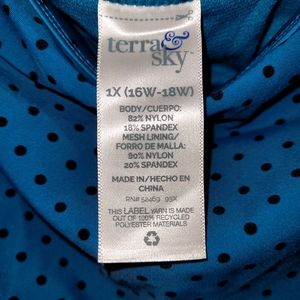 terra &
sky
1X (16W-18W)
BODY/CUERPO:
82% NYLON
18% SPANDEX
MESH LINING/
FORRO DE MALLA:
80% NYLON
20% SPANDEX
MADE IN/HECHO EN
CHINA
RN# 52469 03X
THIS LABEL YARN IS MADE
OUT OF 100% RECYCLED
POLYESTER MATERIALS